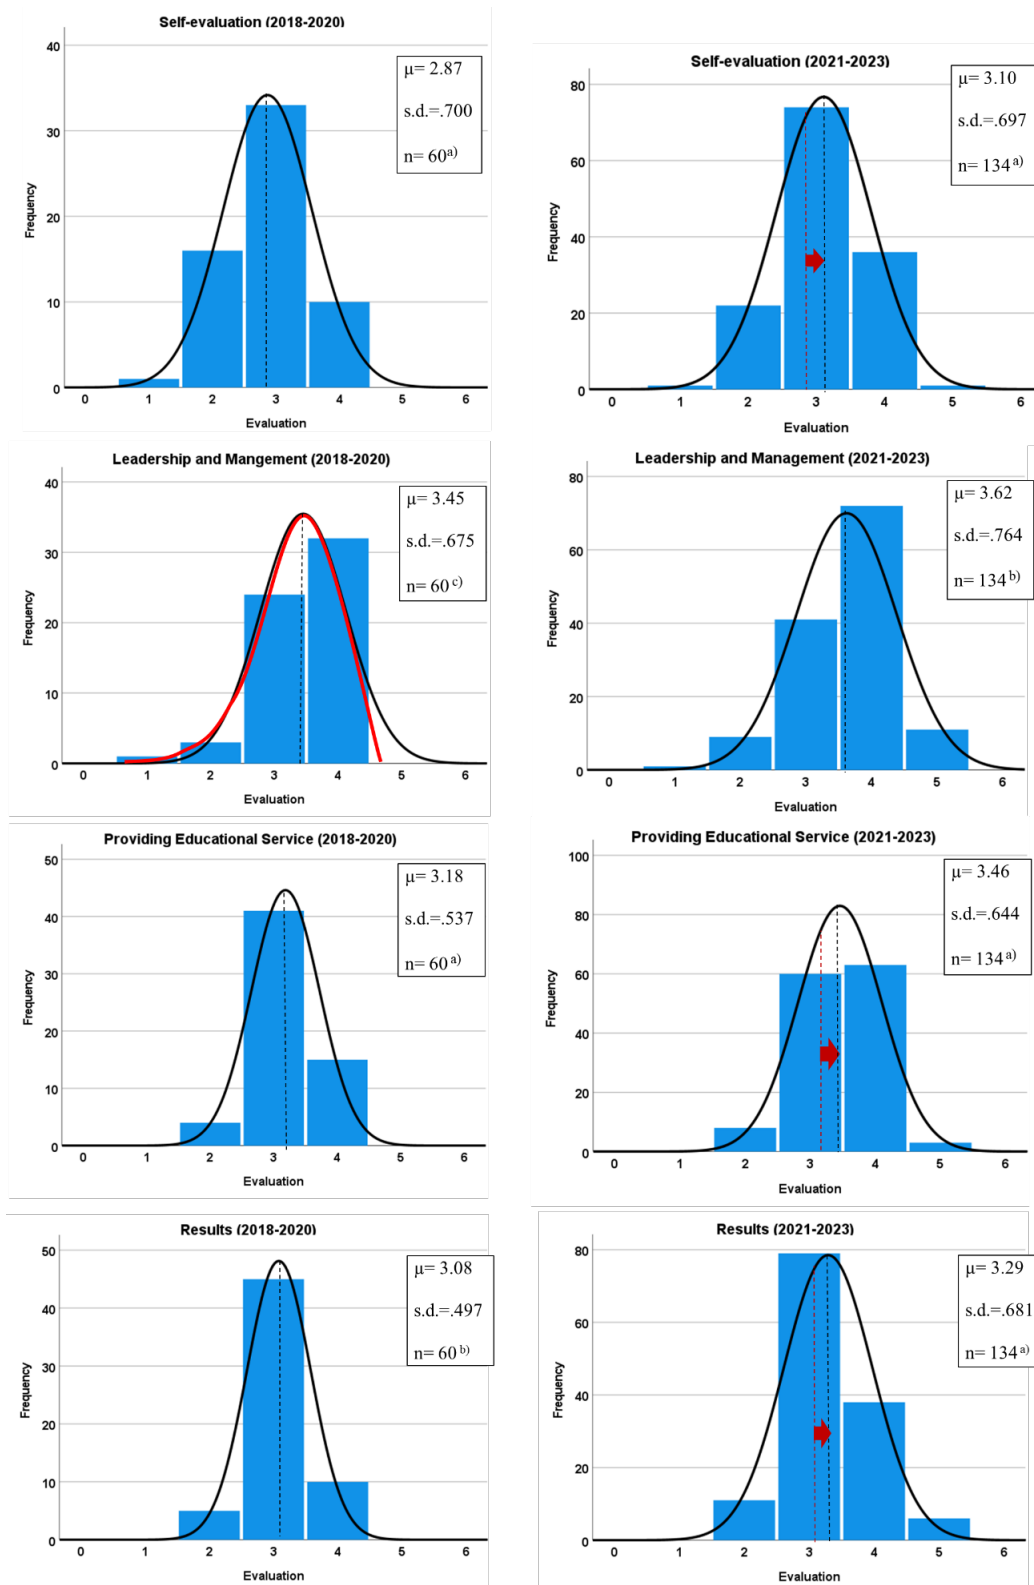 Self-evaluation (2018-2020)
μ= 2.87
s.d.=.700
n= 60a)
40
30
20
10
0
Frequency
0 1 2 3 4 5 6
Evaluation
Self-evaluation (2021-2023)
μ= 3.10
s.d.=.697
n= 134a)
80
60
40
20
0
Frequency
0 1 2 3 4 5 6
Evaluation
Leadership and Mangement (2018-2020)
μ= 3.45
s.d.=.675
n= 60c)
40
30
20
10
0
Frequency
0 1 2 3 4 5 6
Evaluation
Leadership and Management (2021-2023)
μ= 3.62
s.d.=.764
n= 134b)
80
60
40
20
0
Frequency
0 1 2 3 4 5 6
Evaluation
Providing Educational Service (2018-2020)
μ= 3.18
s.d.=.537
n= 60a)
50
40
30
20
10
0
Frequency
0 1 2 3 4 5 6
Evaluation
Providing Educational Service (2021-2023)
μ= 3.46
s.d.=.644
n= 134a)
100
80
60
40
20
0
Frequency
0 1 2 3 4 5 6
Evaluation
Results (2018-2020)
μ= 3.08
s.d.=.497
n= 60b)
50
40
30
20
10
0
Frequency
0 1 2 3 4 5 6
Evaluation
Results (2021-2023)
μ= 3.29
s.d.=.681
n= 134a)
80
60
40
20
0
Frequency
0 1 2 3 4 5 6
Evaluation